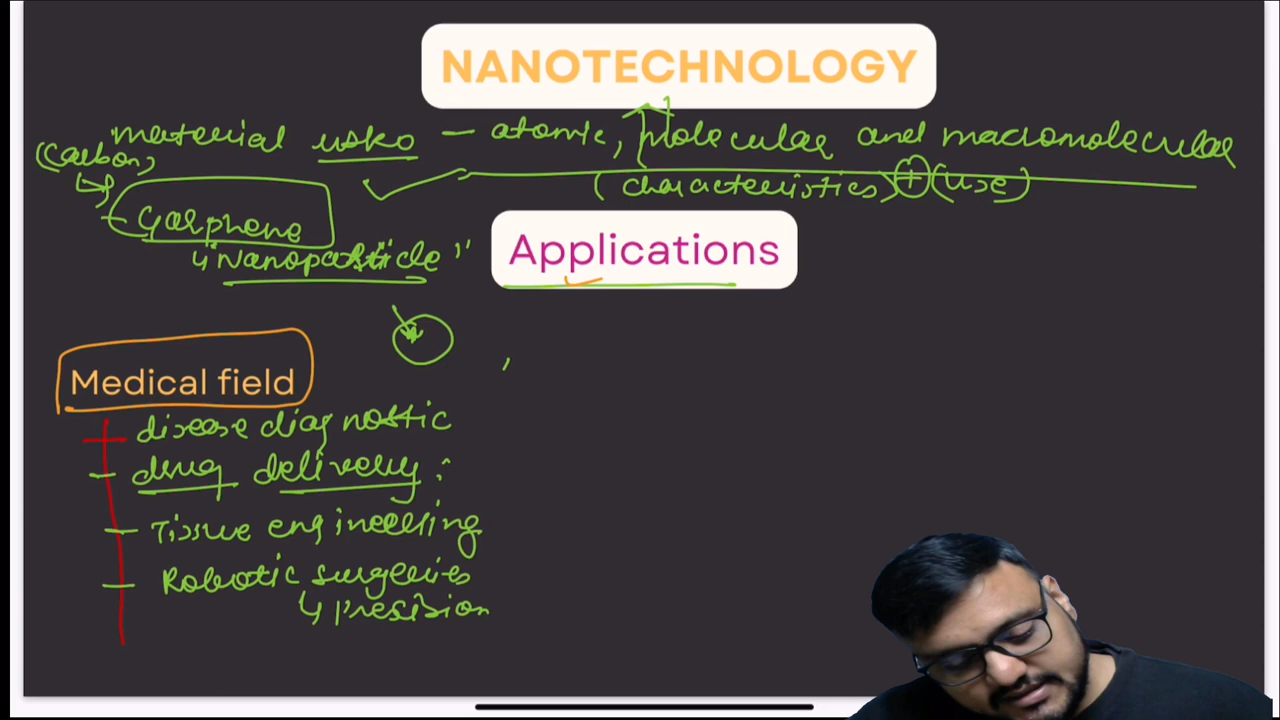 NANOTECHNOLOGY
material usko - atomic, molecular and macromolecular
(carbon)
(characteristics) + (use)
Garphene
"Nanoparticle"
Applications
Medical field
disease diagnostic
drug delivery:
Tissue engineering
Robotic surgeries
precision